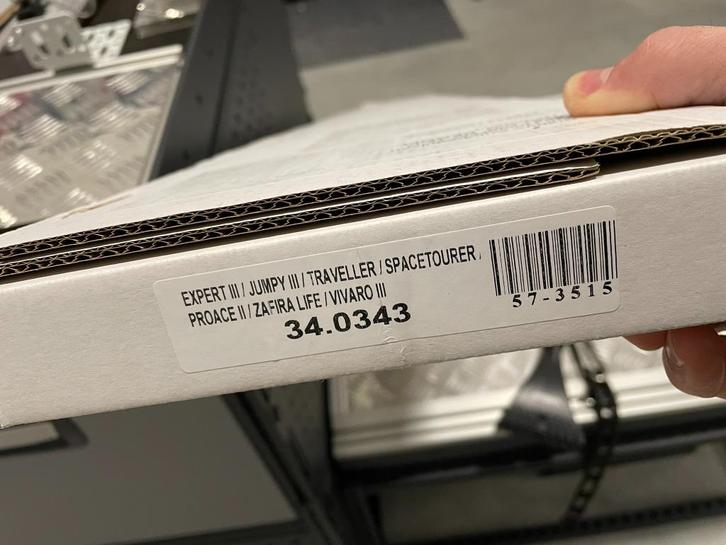 EXPERT III / JUMPY III / TRAVELLER / SPACETOURER /
PROACE II / ZAFIRA LIFE / VIVARO III
34.0343
57-3515